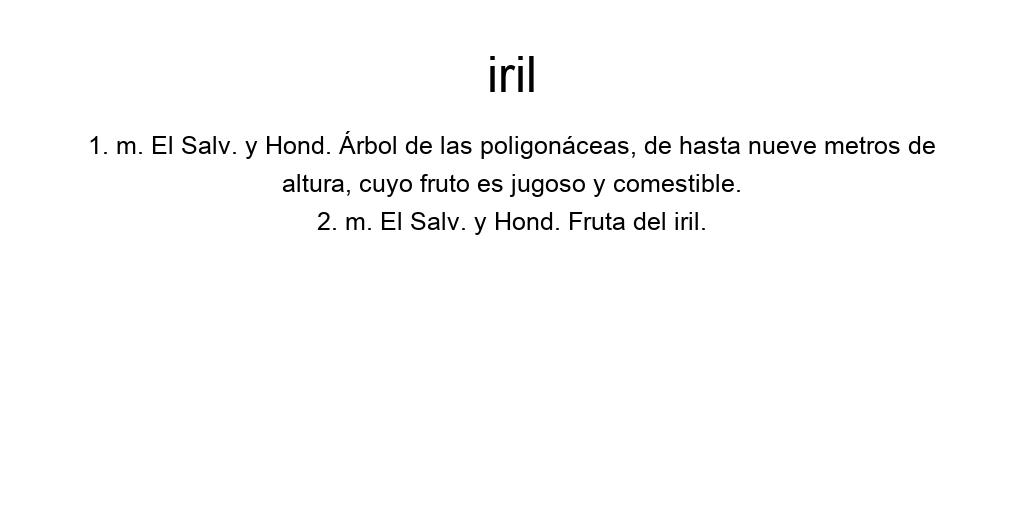 iril
1. m. El Salv. y Hond. Árbol de las poligonáceas, de hasta nueve metros de
altura, cuyo fruto es jugoso y comestible.
2. m. El Salv. y Hond. Fruta del iril.